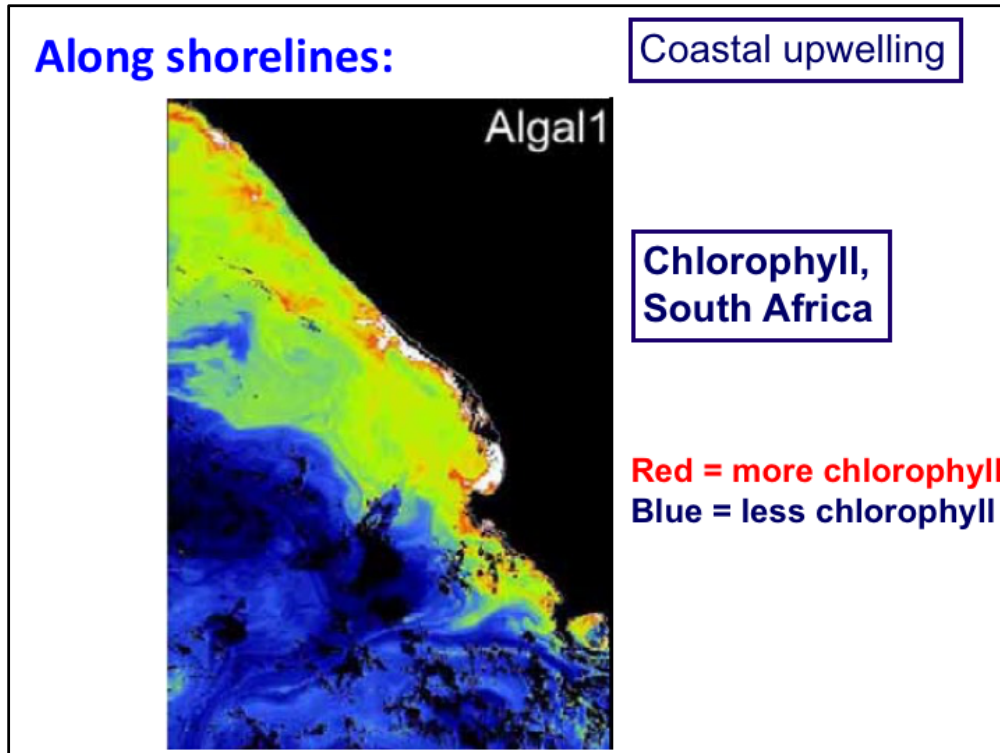 Along shorelines:
Coastal upwelling
Algal1
Chlorophyll,
South Africa
Red = more chlorophyll
Blue = less chlorophyll